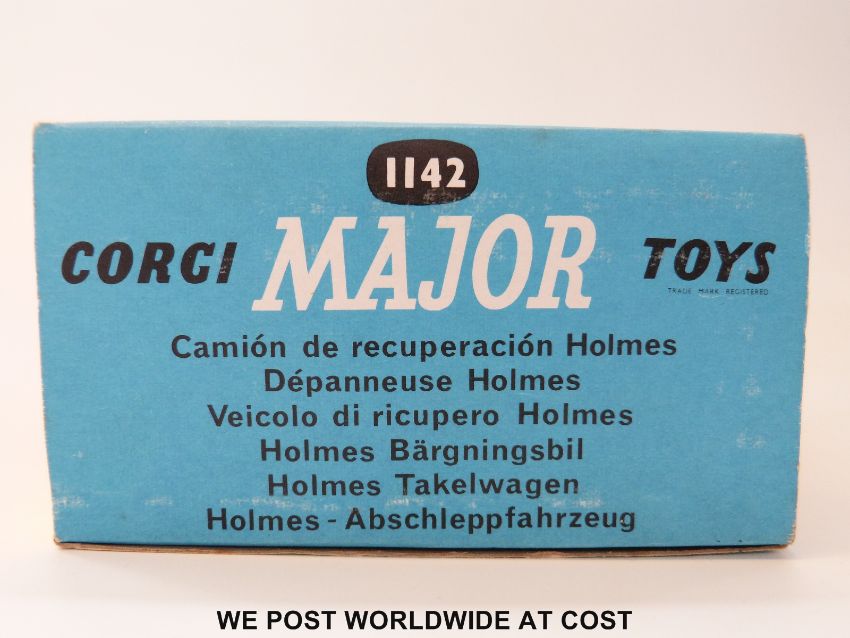 1142
CORGI MAJOR TOYS
TRADE MARK REGISTERED
Camión de recuperación Holmes
Dépanneuse Holmes
Veicolo di ricupero Holmes
Holmes Bärgningsbil
Holmes Takelwagen
Holmes-Abschleppfahrzeug
WE POST WORLDWIDE AT COST